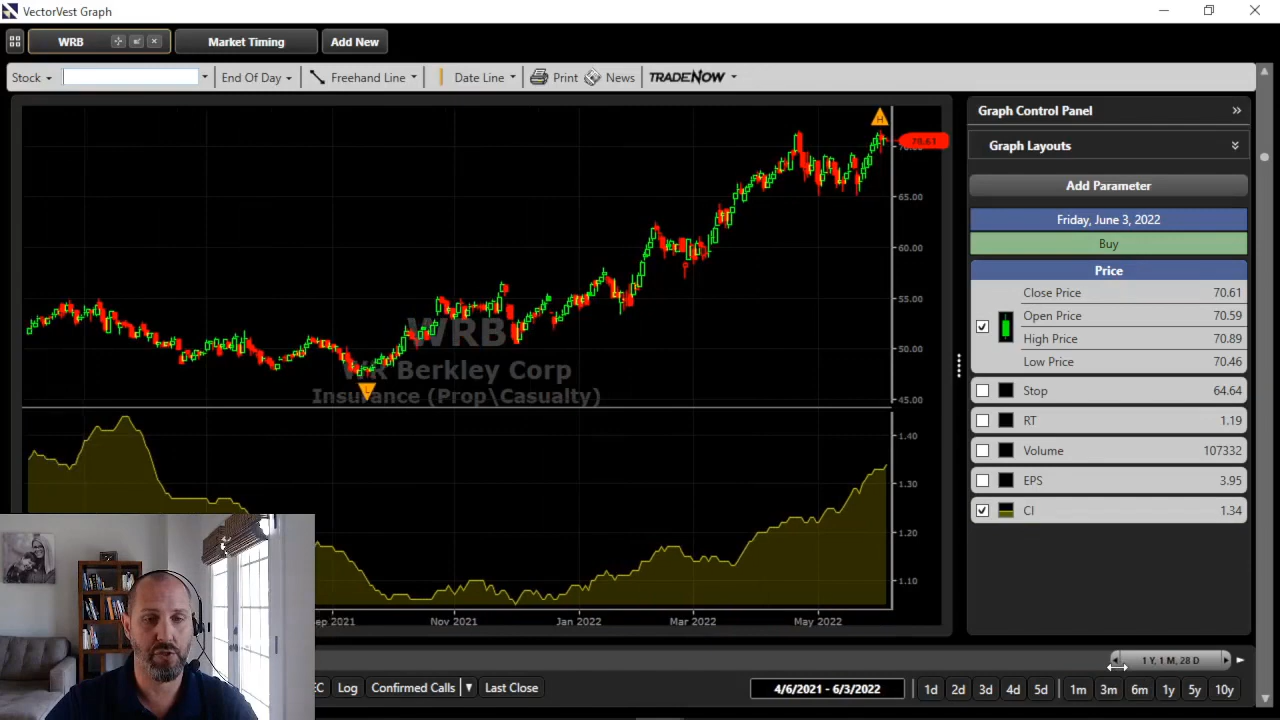 VectorVest Graph
WRB
Market Timing
Add New
Stock
End Of Day
Freehand Line
Date Line
Print
News
TRADENOW
Graph Control Panel
Graph Layouts
Add Parameter
Friday, June 3, 2022
Buy
Price
Close Price 70.61
Open Price 70.59
High Price 70.89
Low Price 70.46
Stop 64.64
RT 1.19
Volume 107332
EPS 3.95
CI 1.34
H
70.61
65.00
60.00
55.00
50.00
45.00
WRB
WR Berkley Corp
Insurance (Prop\Casualty)
L
1.40
1.30
1.20
1.10
Nov 2021
Jan 2022
Mar 2022
May 2022
1 Y, 1 M, 28 D
Log
Confirmed Calls
Last Close
4/6/2021 - 6/3/2022
1d 2d 3d 4d 5d 1m 3m 6m 1y 5y 10y